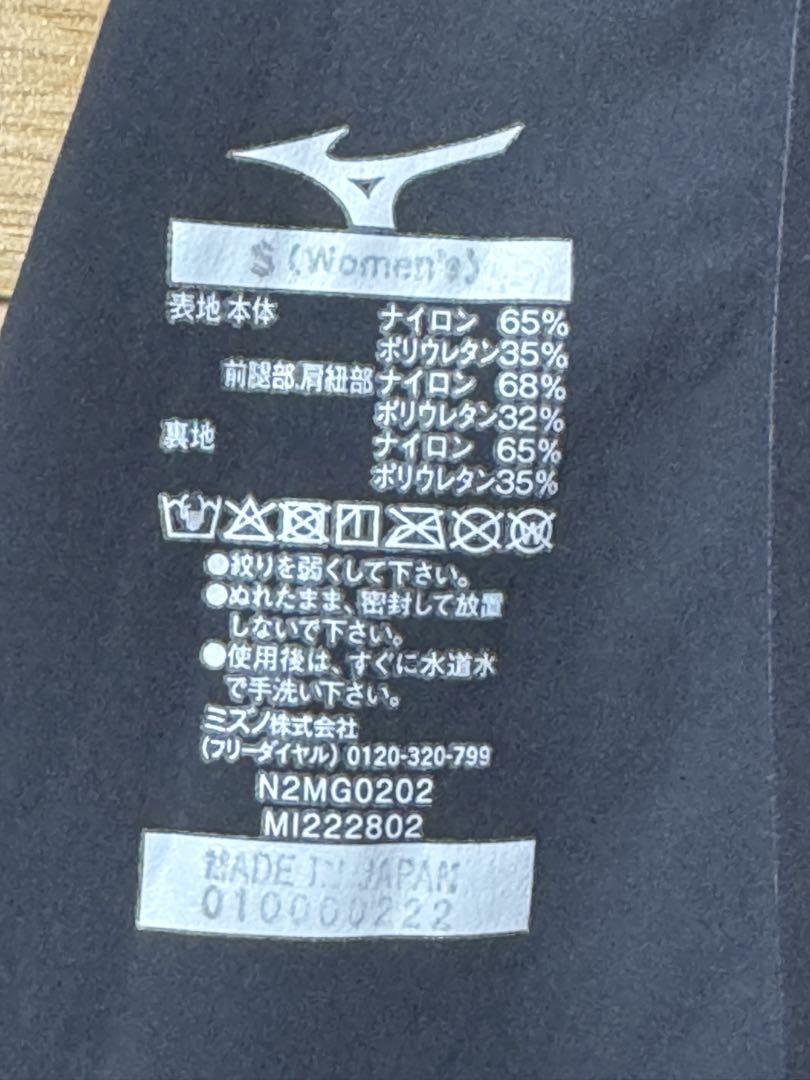 S (Women's)
表地 本体 ナイロン 65%
ポリウレタン35%
前腿部,肩紐部 ナイロン 68%
ポリウレタン32%
裏地 ナイロン 65%
ポリウレタン35%
●絞りを弱くして下さい。
●ぬれたまま、密封して放置
しないで下さい。
●使用後は、すぐに水道水
で手洗い下さい。
ミズノ株式会社
(フリーダイヤル) 0120-320-799
N2MG0202
MI222802
MADE IN JAPAN
010000222